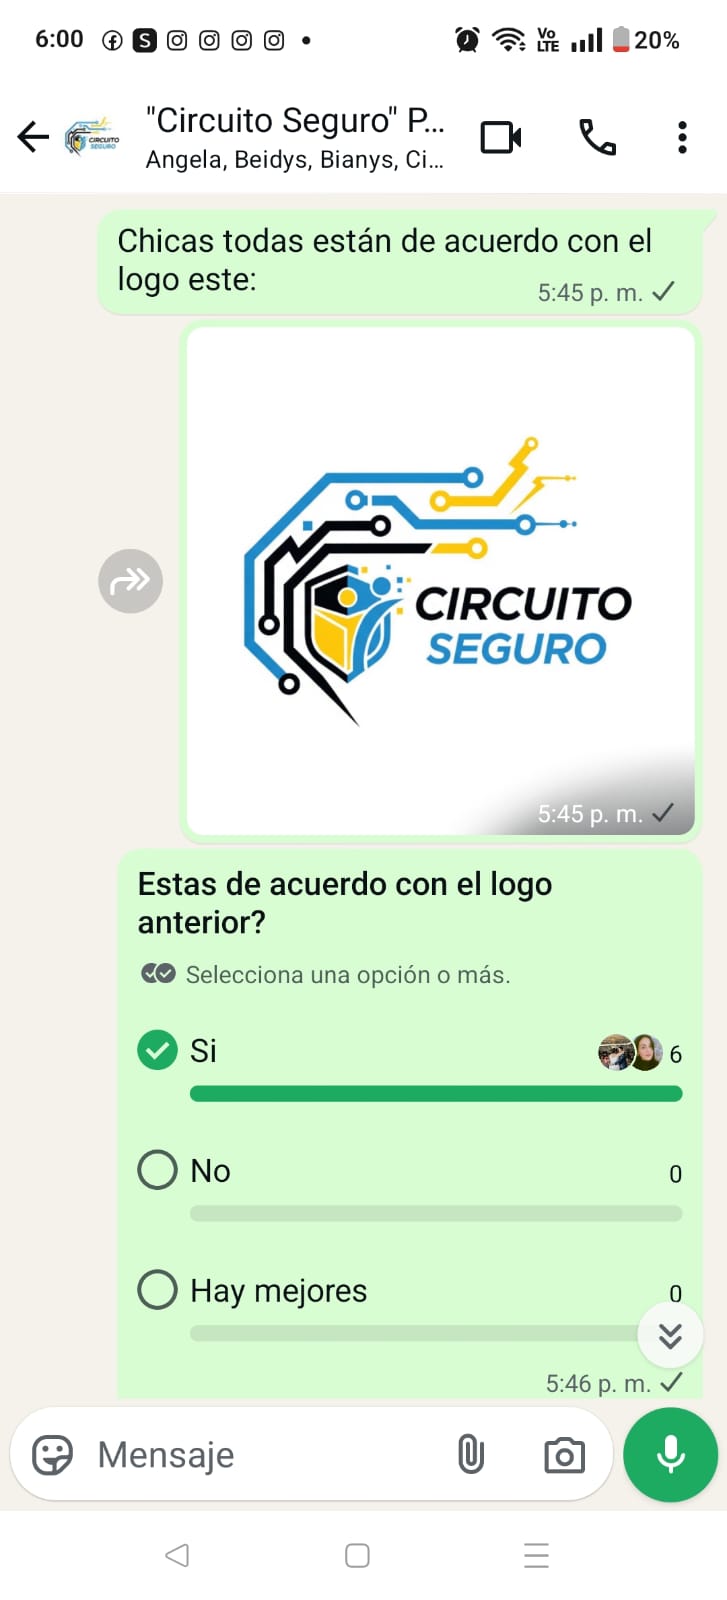 6:00
S
Vo
LTE
20%
"Circuito Seguro" P...
Angela, Beidys, Bianys, Ci...
CIRCUITO
SEGURO
Chicas todas están de acuerdo con el
logo este:
5:45 p. m.
CIRCUITO
SEGURO
5:45 p. m.
Estas de acuerdo con el logo
anterior?
Selecciona una opción o más.
Si
6
No
0
Hay mejores
0
5:46 p. m.
Mensaje